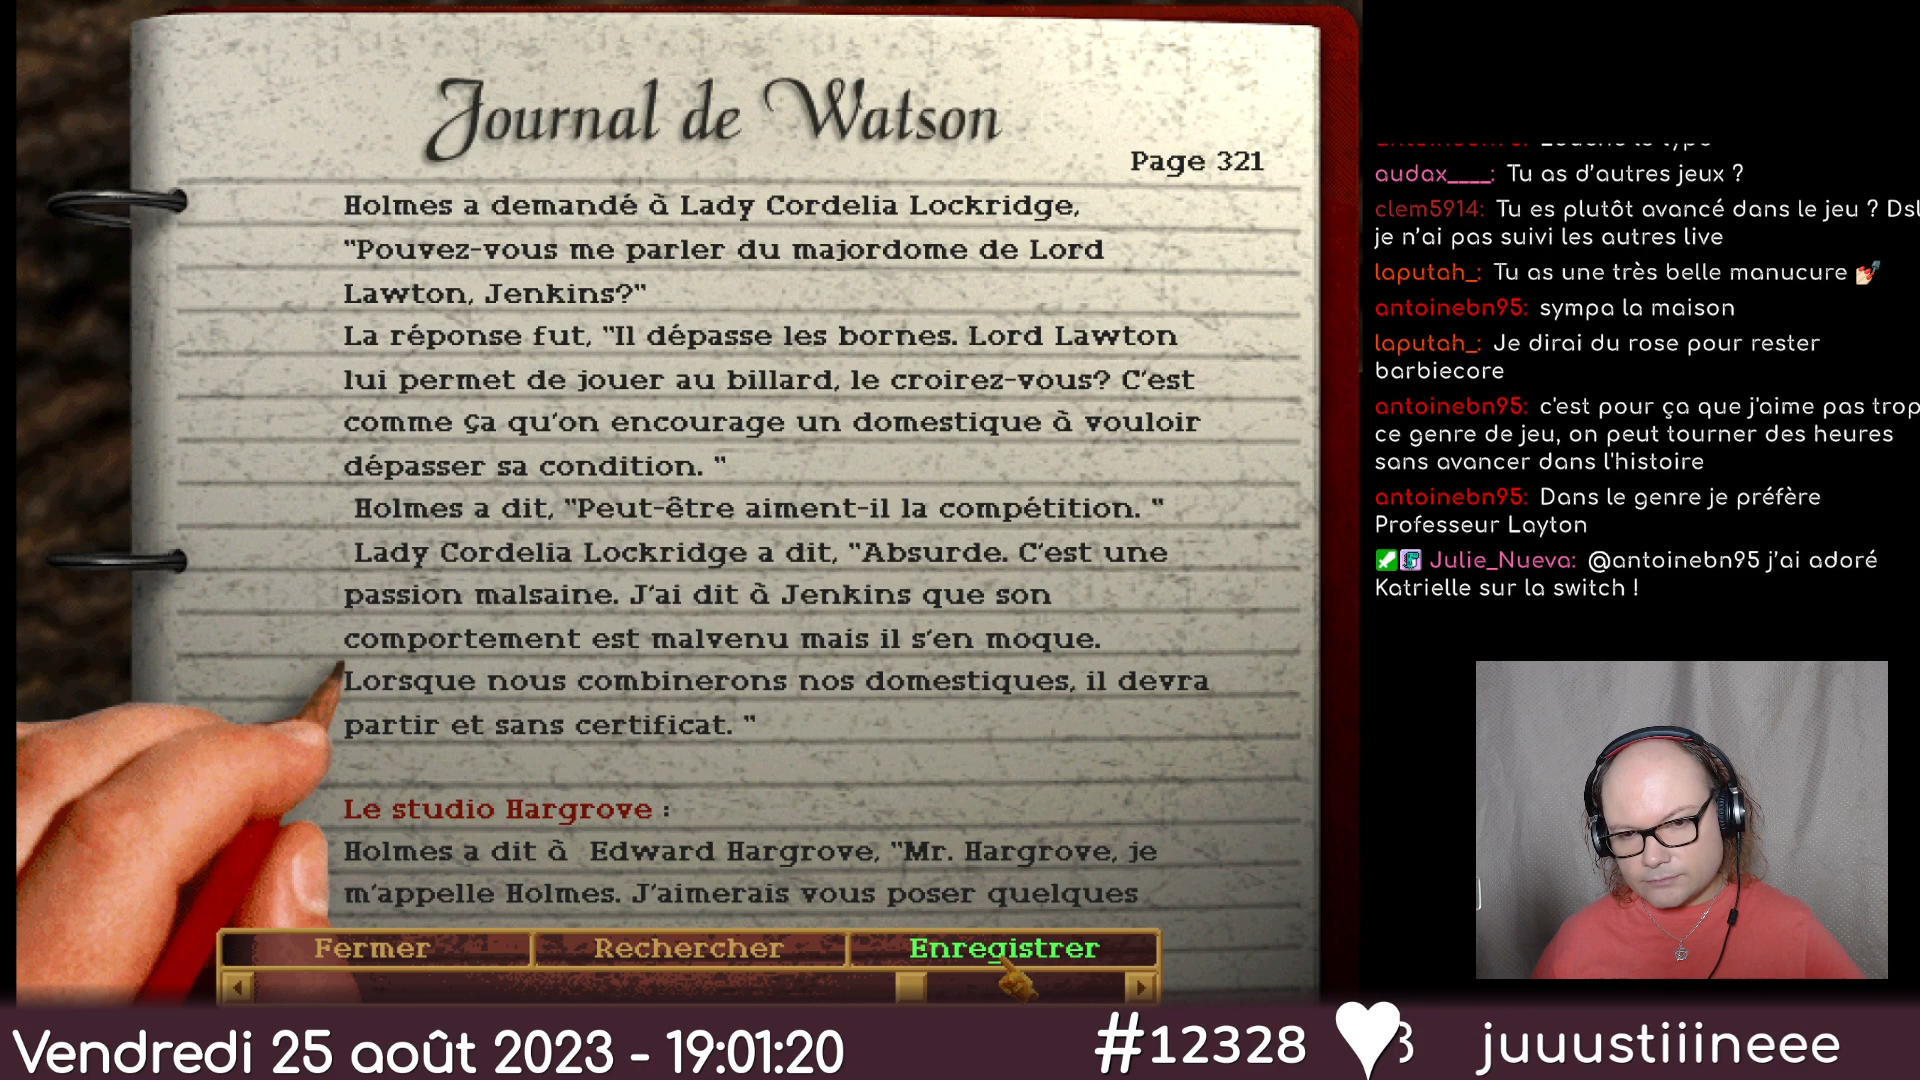 Journal de Watson
Page 321
Holmes a demandé à Lady Cordelia Lockridge,
"Pouvez-vous me parler du majordome de Lord
Lawton, Jenkins?"
La réponse fut, "Il dépasse les bornes. Lord Lawton
lui permet de jouer au billard, le croirez-vous? C'est
comme ça qu'on encourage un domestique à vouloir
dépasser sa condition. "
Holmes a dit, "Peut-être aiment-il la compétition. "
Lady Cordelia Lockridge a dit, "Absurde. C'est une
passion malsaine. J'ai dit à Jenkins que son
comportement est malvenu mais il s'en moque.
Lorsque nous combinerons nos domestiques, il devra
partir et sans certificat. "
Le studio Hargrove :
Holmes a dit à  Edward Hargrove, "Mr. Hargrove, je
m'appelle Holmes. J'aimerais vous poser quelques
Fermer
Rechercher
Enregistrer
audax____: Tu as d’autres jeux ?
clem5914: Tu es plutôt avancé dans le jeu ? Dsl
je n’ai pas suivi les autres live
laputah_: Tu as une très belle manucure 💅
antoinebn95: sympa la maison
laputah_: Je dirai du rose pour rester
barbiecore
antoinebn95: c'est pour ça que j'aime pas trop
ce genre de jeu, on peut tourner des heures
sans avancer dans l'histoire
antoinebn95: Dans le genre je préfère
Professeur Layton
Julie_Nueva: @antoinebn95 j’ai adoré
Katrielle sur la switch !
Vendredi 25 août 2023 - 19:01:20
#12328
juuustiiineee